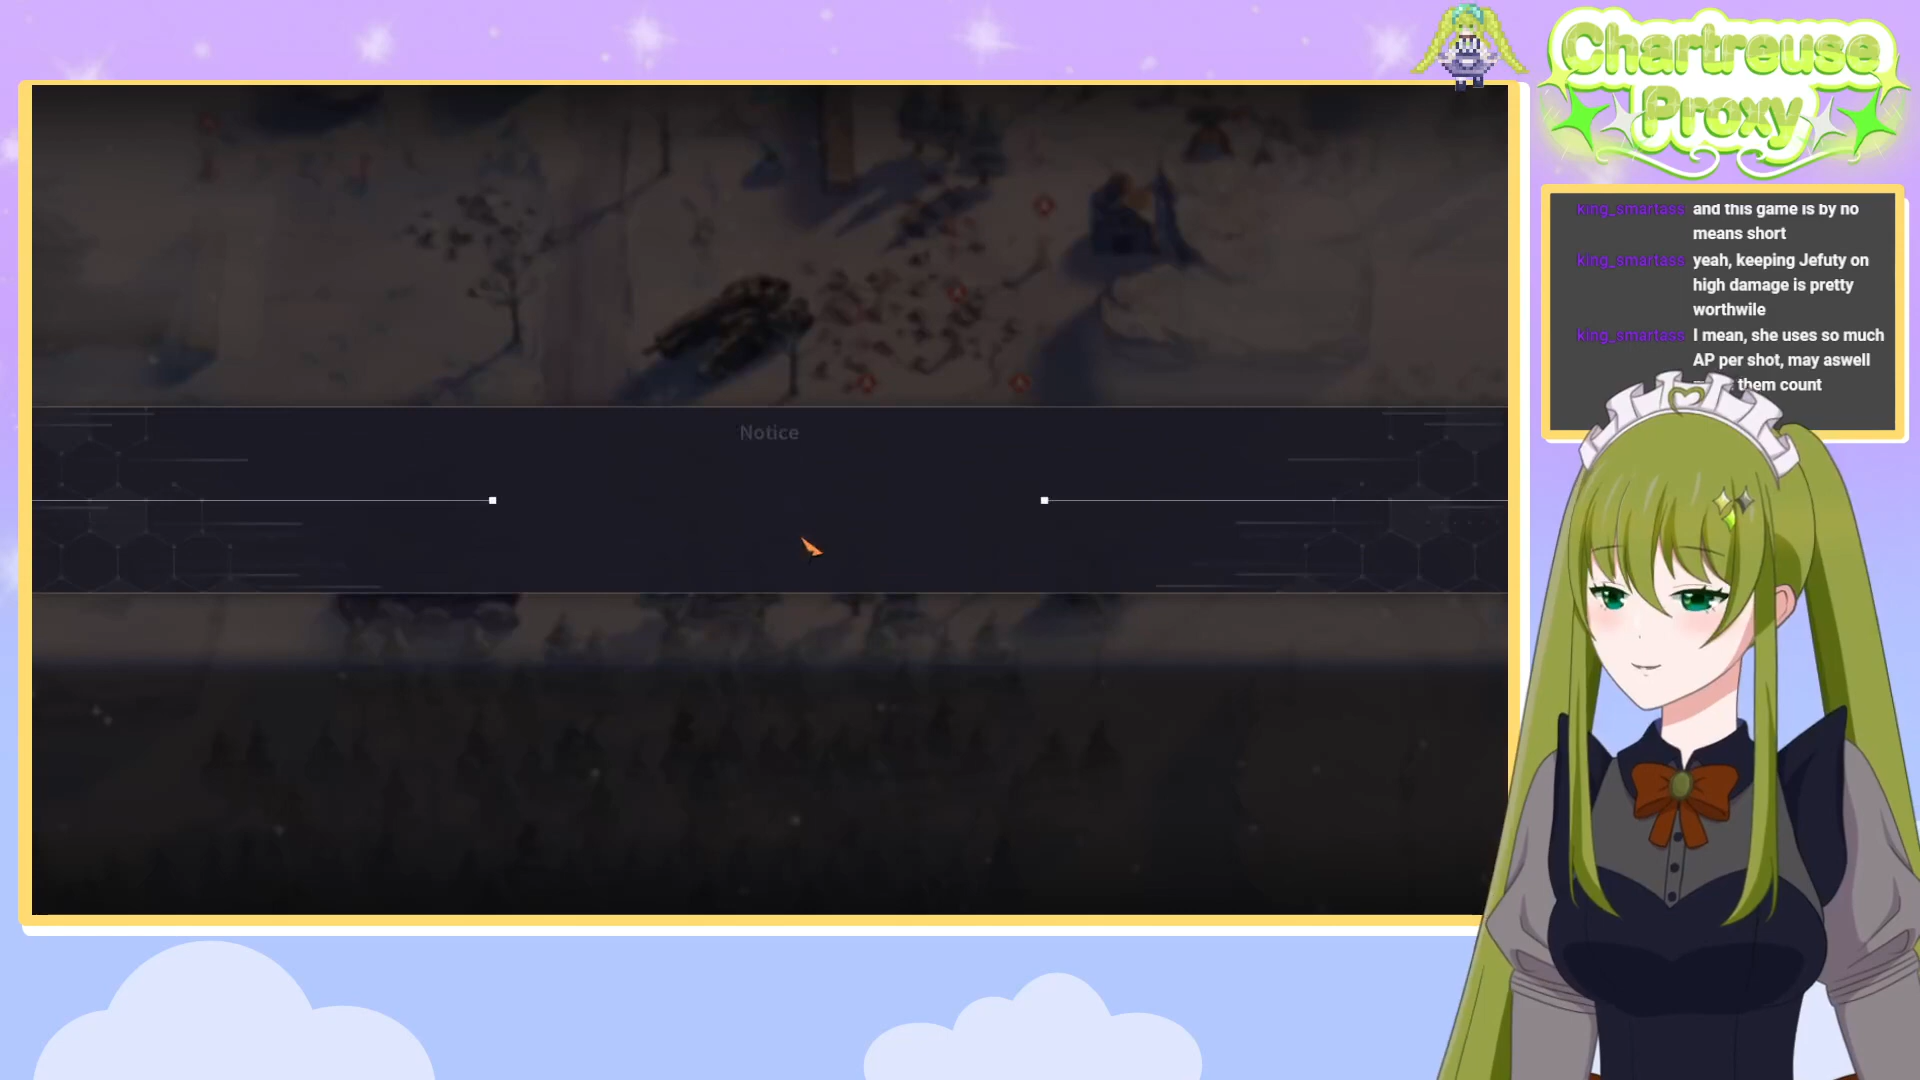 Chartreuse
Proxy
king_smartass and this game is by no
means short
king_smartass yeah, keeping Jefuty on
high damage is pretty
worthwile
king_smartass I mean, she uses so much
AP per shot, may aswell
them count
Notice